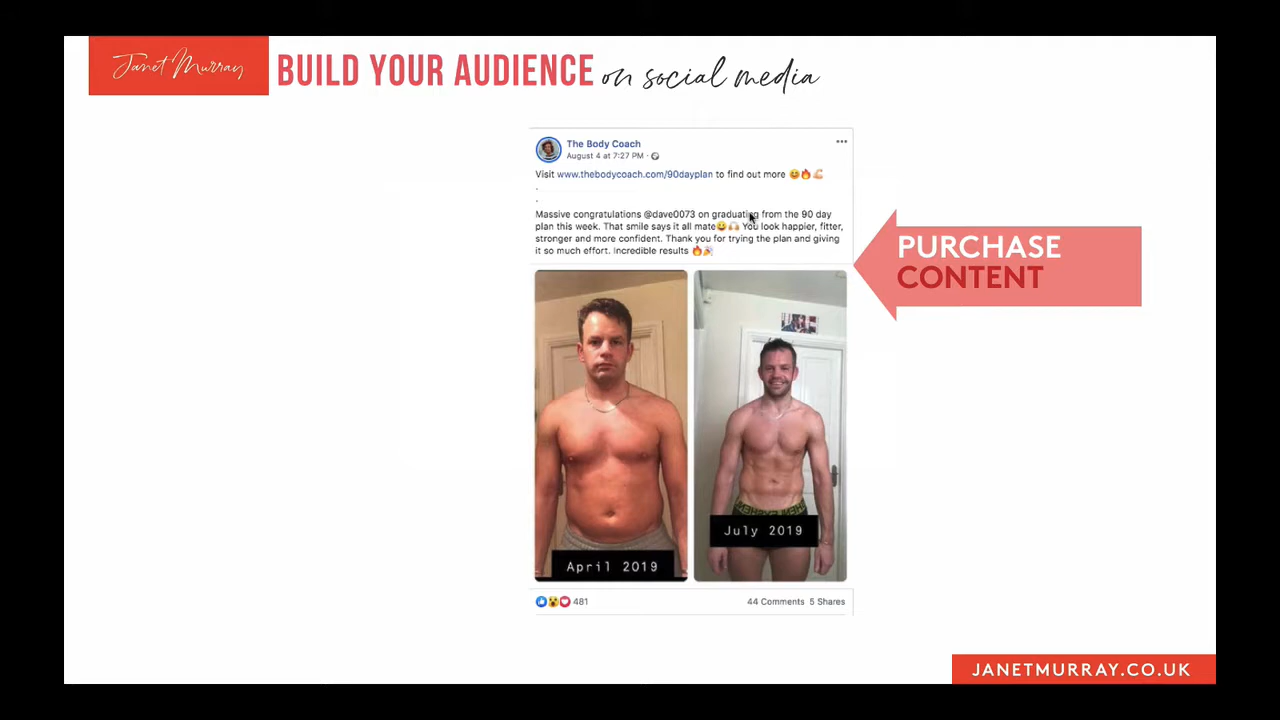 Janet Murray
BUILD YOUR AUDIENCE on social media
The Body Coach
August 4 at 7:27 PM ·
Visit www.thebodycoach.com/90dayplan to find out more 😊🔥💪🏻
.
.
Massive congratulations @dave0073 on graduating from the 90 day
plan this week. That smile says it all mate😀🙌🏻 You look happier, fitter,
stronger and more confident. Thank you for trying the plan and giving
it so much effort. Incredible results 🔥🎉
PURCHASE
CONTENT
April 2019
July 2019
481
44 Comments 5 Shares
JANETMURRAY.CO.UK